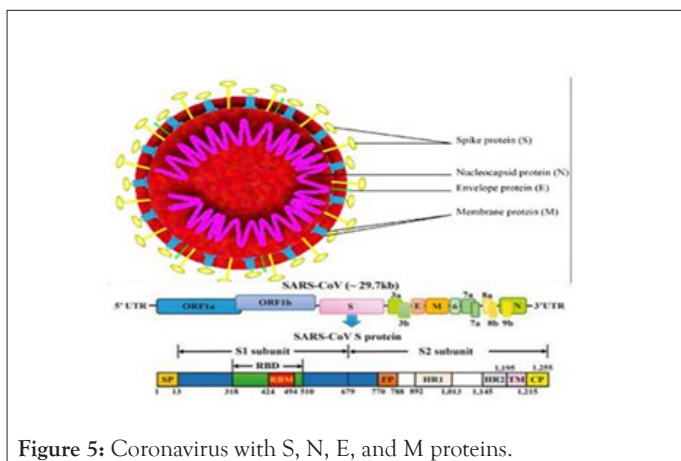 Spike protein (S)
Nucleocapsid protein (N)
Envelope protein (E)
Membrane protein (M)
SARS-CoV (~ 29.7kb)
5' UTR ORF1a ORF1b S 3a 3b E M 6 7a 7a 8a 8b 9b N 3'UTR
SARS-CoV S protein
S1 subunit S2 subunit
RBD 1,195 1,255
SP RBM FP HR1 HR2 TM CP
1 13 318 424 494 510 679 770 788 892 1,013 1,145 1,215
Figure 5: Coronavirus with S, N, E, and M proteins.